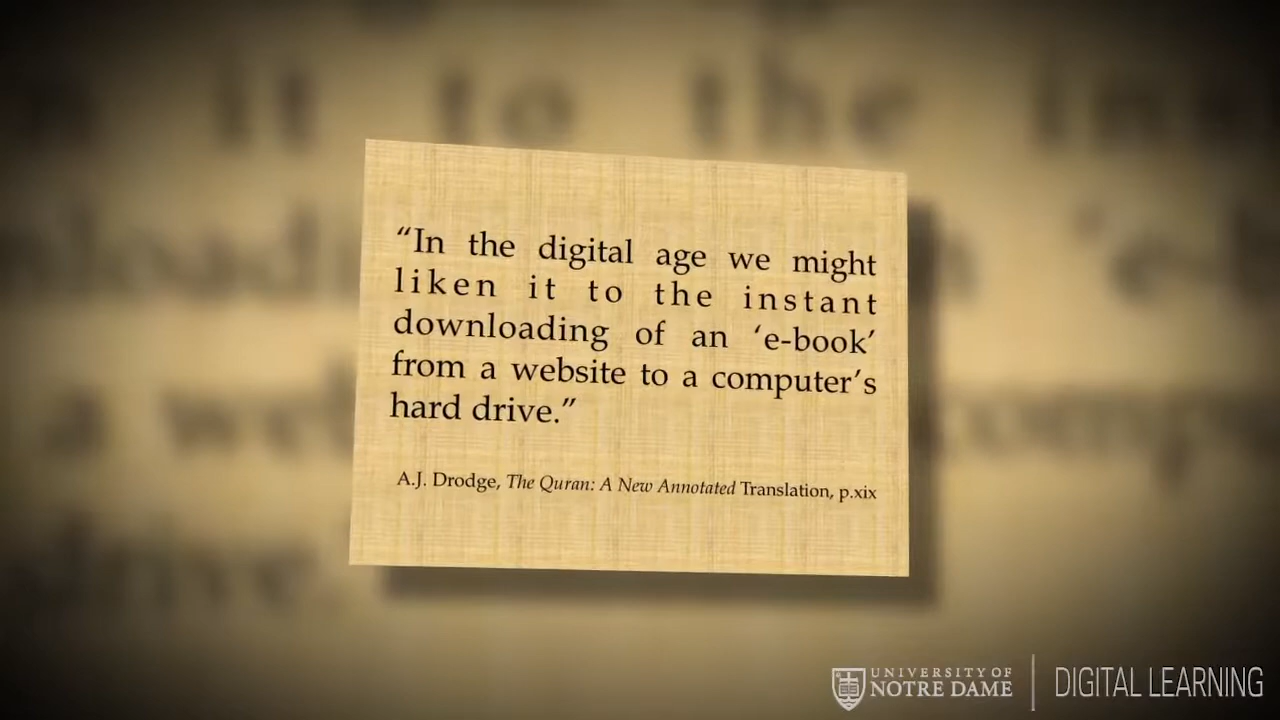 “In the digital age we might
liken it to the instant
downloading of an ‘e-book’
from a website to a computer’s
hard drive.”
A.J. Drodge, The Quran: A New Annotated Translation, p.xix
UNIVERSITY OF
NOTRE DAME
DIGITAL LEARNING